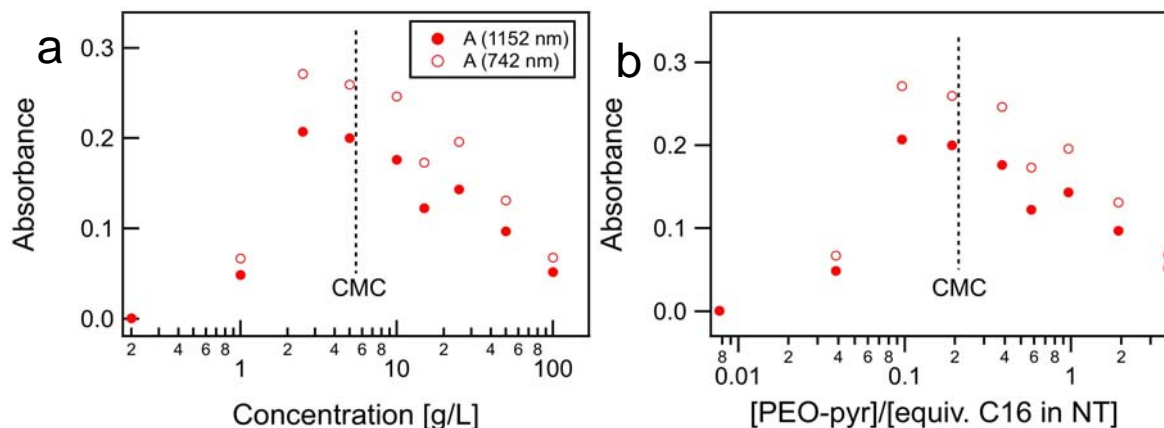 a
A (1152 nm)
A (742 nm)
0.3
0.2
0.1
0.0
Absorbance
CMC
2 4 6 8 2 4 6 8 2 4 6 8
1 10 100
Concentration [g/L]
b
0.3
0.2
0.1
0.0
Absorbance
CMC
8 2 4 6 8 2 4 6 8 2
0.01 0.1 1
[PEO-pyr]/[equiv. C16 in NT]